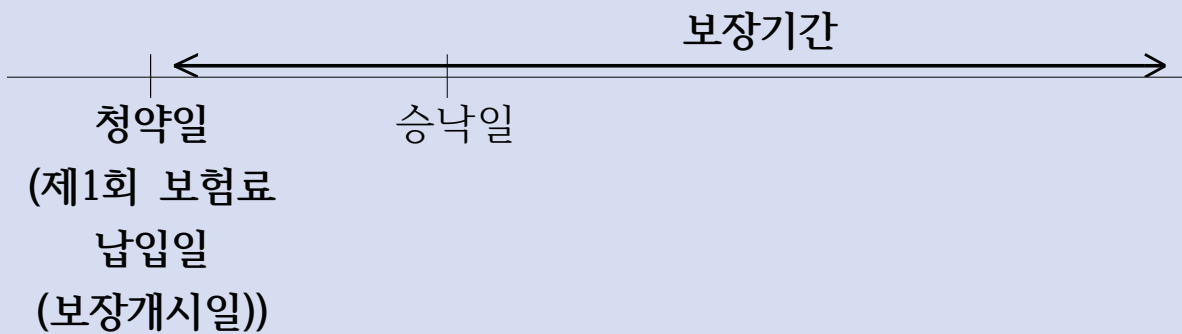 보장기간
청약일 승낙일
(제1회 보험료
납입일
(보장개시일))